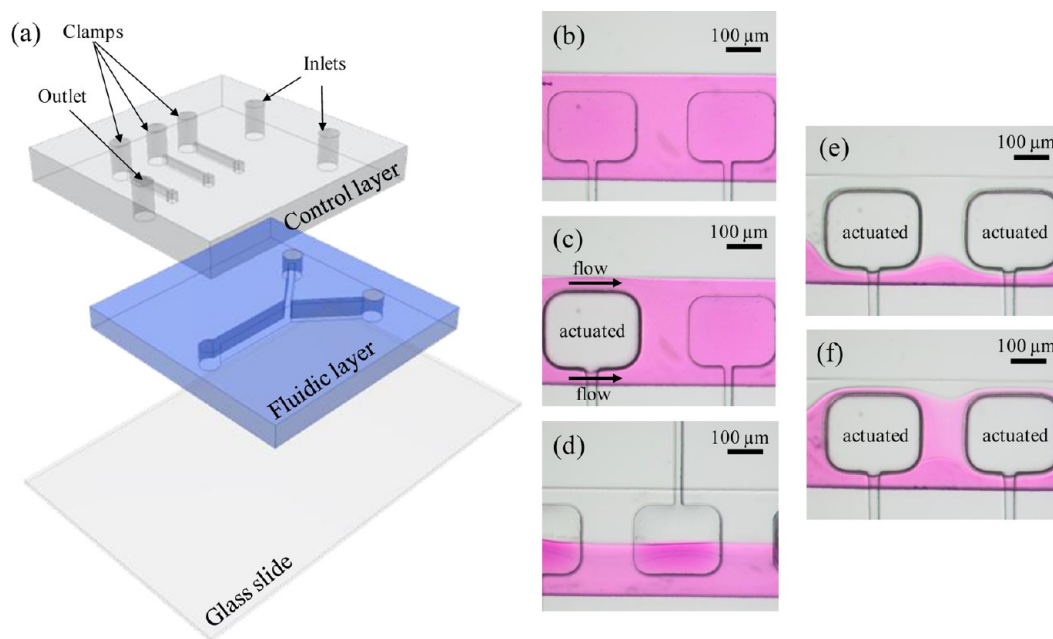 (a)
Clamps
Outlet
Inlets
Control layer
Fluidic layer
Glass slide
(b)
100 µm
(c)
100 µm
flow
actuated
flow
(d)
100 µm
(e)
100 µm
actuated actuated
(f)
100 µm
actuated actuated